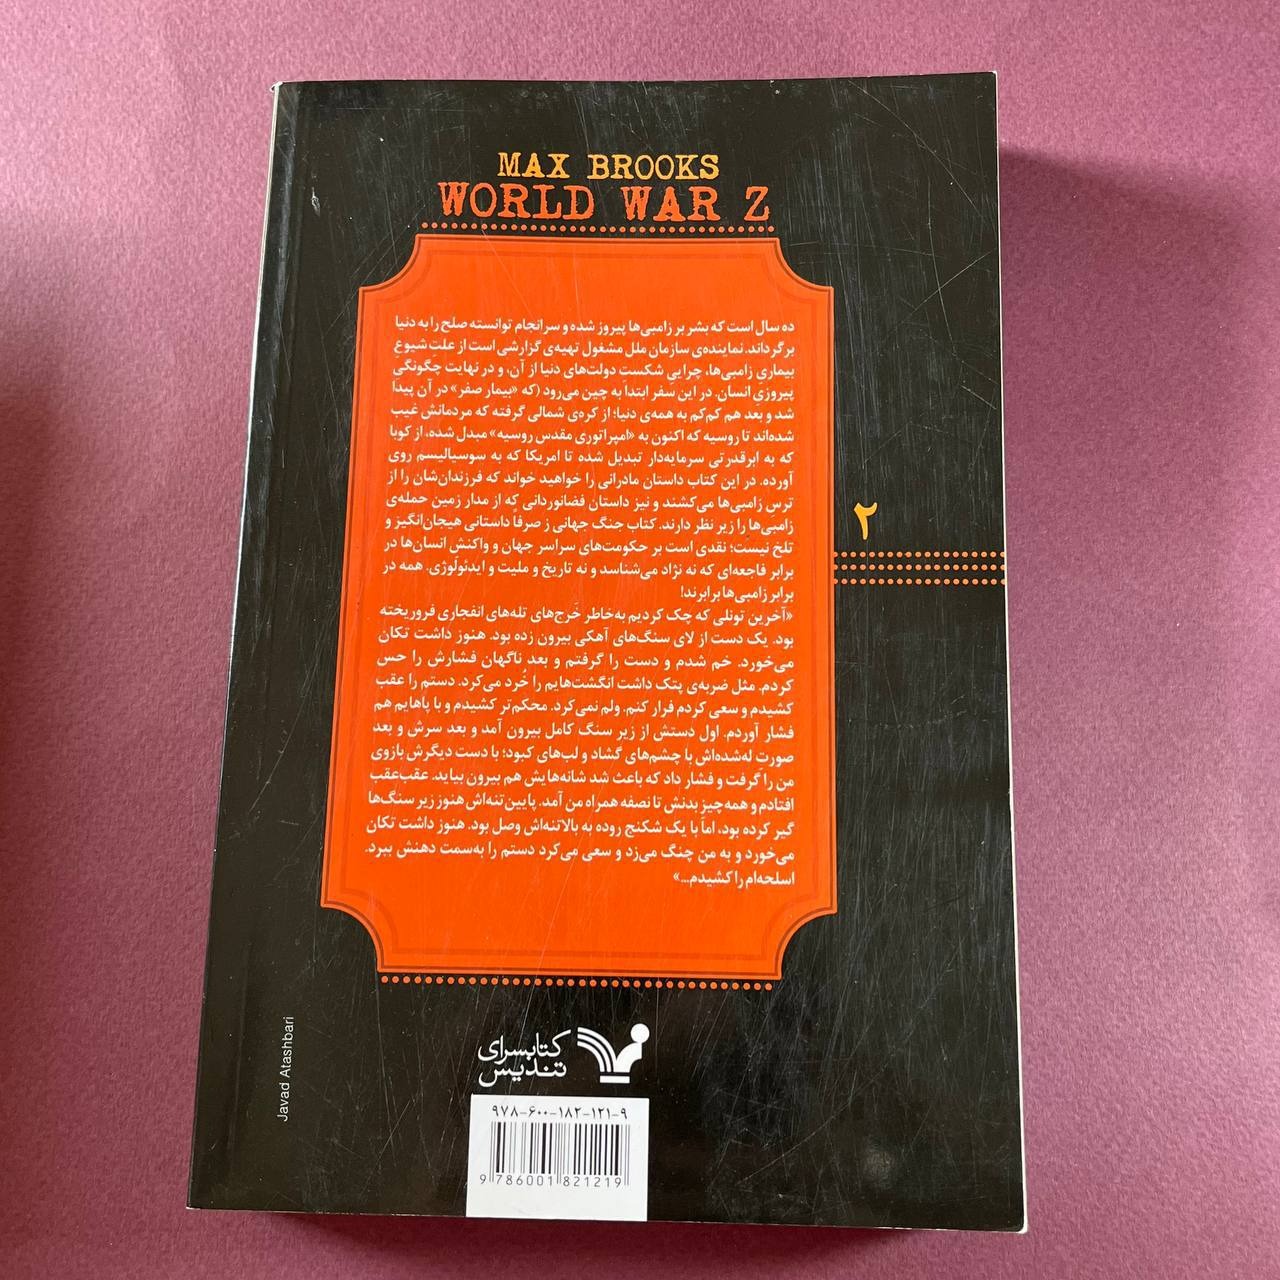 MAX BROOKS
WORLD WAR Z
ده سال است که بشر بر زامبی‌ها پیروز شده و سرانجام توانسته صلح را به دنیا
برگرداند. نماینده‌ی سازمان ملل مشغول تهیه‌ی گزارشی است از علت شیوعِ
بیماری زامبی‌ها، چراییِ شکستِ دولت‌های دنیا از آن، و در نهایت چگونگیِ
پیروزیِ انسان. در این سفر ابتدا به چین می‌رود (که «بیمار صفر» در آن پیدا
شد و بعد هم کم‌کم به همه‌ی دنیا؛ از کره‌ی شمالی گرفته که مردمانش غیب
شده‌اند تا روسیه که اکنون به «امپراتوری مقدس روسیه» مبدل شده، از کوبا
که به ابرقدرتی سرمایه‌دار تبدیل شده تا امریکا که به سوسیالیسم روی
آورده. در این کتاب داستان مادرانی را خواهید خواند که فرزندان‌شان را از
ترس زامبی‌ها می‌کشند و نیز داستان فضانوردانی که از مدار زمین حمله‌ی
زامبی‌ها را زیر نظر دارند. کتاب جنگ جهانی ز صرفاً داستانی هیجان‌انگیز و
تلخ نیست؛ نقدی است بر حکومت‌های سراسر جهان و واکنش انسان‌ها در
برابر فاجعه‌ای که نه نژاد می‌شناسد و نه تاریخ و ملیت و ایدئولوژی. همه در
برابر زامبی‌ها برابرند!
«آخرین تونلی که چک کردیم به‌خاطر خَرج‌های تله‌های انفجاری فروریخته
بود. یک دست از لای سنگ‌های آهکی بیرون زده بود. هنوز داشت تکان
می‌خورد. خم شدم و دست را گرفتم و بعد ناگهان فشارش را حس
کردم. مثل ضربه‌ی پتک داشت انگشت‌هایم را خُرد می‌کرد. دستم را عقب
کشیدم و سعی کردم فرار کنم. ولم نمی‌کرد. محکم‌تر کشیدم و با پاهایم هم
فشار آوردم. اول دستش از زیر سنگ کامل بیرون آمد و بعد سرش و بعد
صورتِ له‌شده‌اش با چشم‌های گشاد و لب‌های کبود؛ با دست دیگرش بازوی
من را گرفت و فشار داد که باعث شد شانه‌هایش هم بیرون بیاید. عقب‌عقب
افتادم و همه‌چیزِ بدنش تا نصفه همراه من آمد. پایین‌تنه‌اش هنوز زیر سنگ‌ها
گیر کرده بود، اما با یک شکنج روده به بالاتنه‌اش وصل بود. هنوز داشت تکان
می‌خورد و به من چنگ می‌زد و سعی می‌کرد دستم را به‌سمت دهنش ببرد.
اسلحه‌ام را کشیدم...»
۲
کتابسرای
تندیس
Javad Atashbari
۹۷۸-۶۰۰-۱۸۲-۱۲۱-۹
9 786001 821219